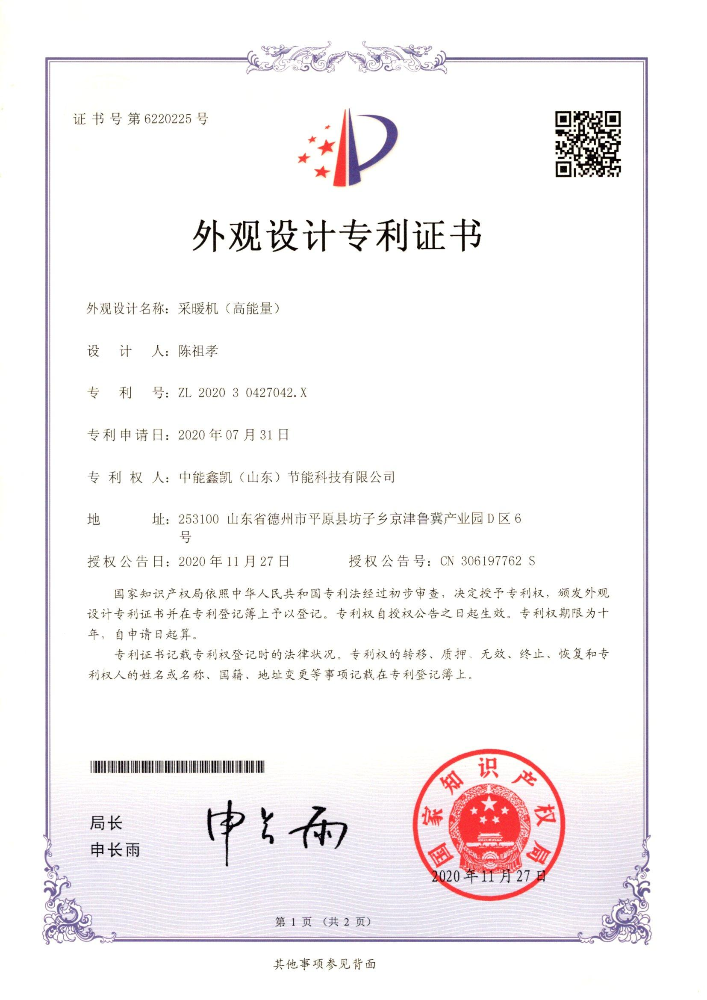 证书号第6220225号
外观设计专利证书
外观设计名称：采暖机（高能量）
设计人：陈祖孝
专利号：ZL 2020 3 0427042.X
专利申请日：2020年07月31日
专利权人：中能鑫凯（山东）节能科技有限公司
地址：253100 山东省德州市平原县坊子乡京津鲁冀产业园D区6
号
授权公告日：2020年11月27日 授权公告号：CN 306197762 S
国家知识产权局依照中华人民共和国专利法经过初步审查，决定授予专利权，颁发外观
设计专利证书并在专利登记簿上予以登记。专利权自授权公告之日起生效。专利权期限为十
年，自申请日起算。
专利证书记载专利权登记时的法律状况。专利权的转移、质押、无效、终止、恢复和专
利权人的姓名或名称、国籍、地址变更等事项记载在专利登记簿上。
局长
申长雨
申长雨
国家知识产权局
2020年11月27日
第 1 页 （共 2 页）
其他事项参见背面